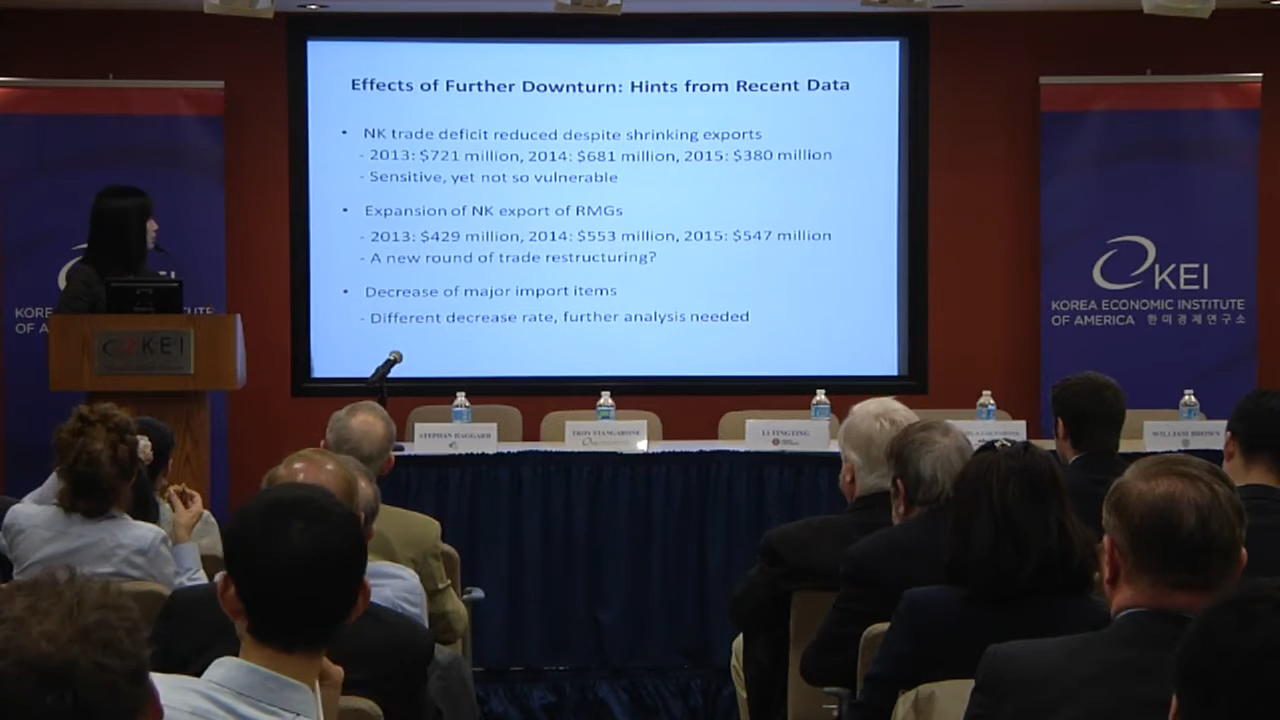 Effects of Further Downturn: Hints from Recent Data
• NK trade deficit reduced despite shrinking exports
- 2013: $721 million, 2014: $681 million, 2015: $380 million
- Sensitive, yet not so vulnerable
• Expansion of NK export of RMGs
- 2013: $429 million, 2014: $553 million, 2015: $547 million
- A new round of trade restructuring?
• Decrease of major import items
- Different decrease rate, further analysis needed
KEI
KOREA ECONOMIC INSTITUTE
OF AMERICA 한미경제연구소
KEI
KOREA
OF A
KEI
STEPHAN HAGGARD
TROY STANGARONE
LI TINGTING
WILLIAM BROWN